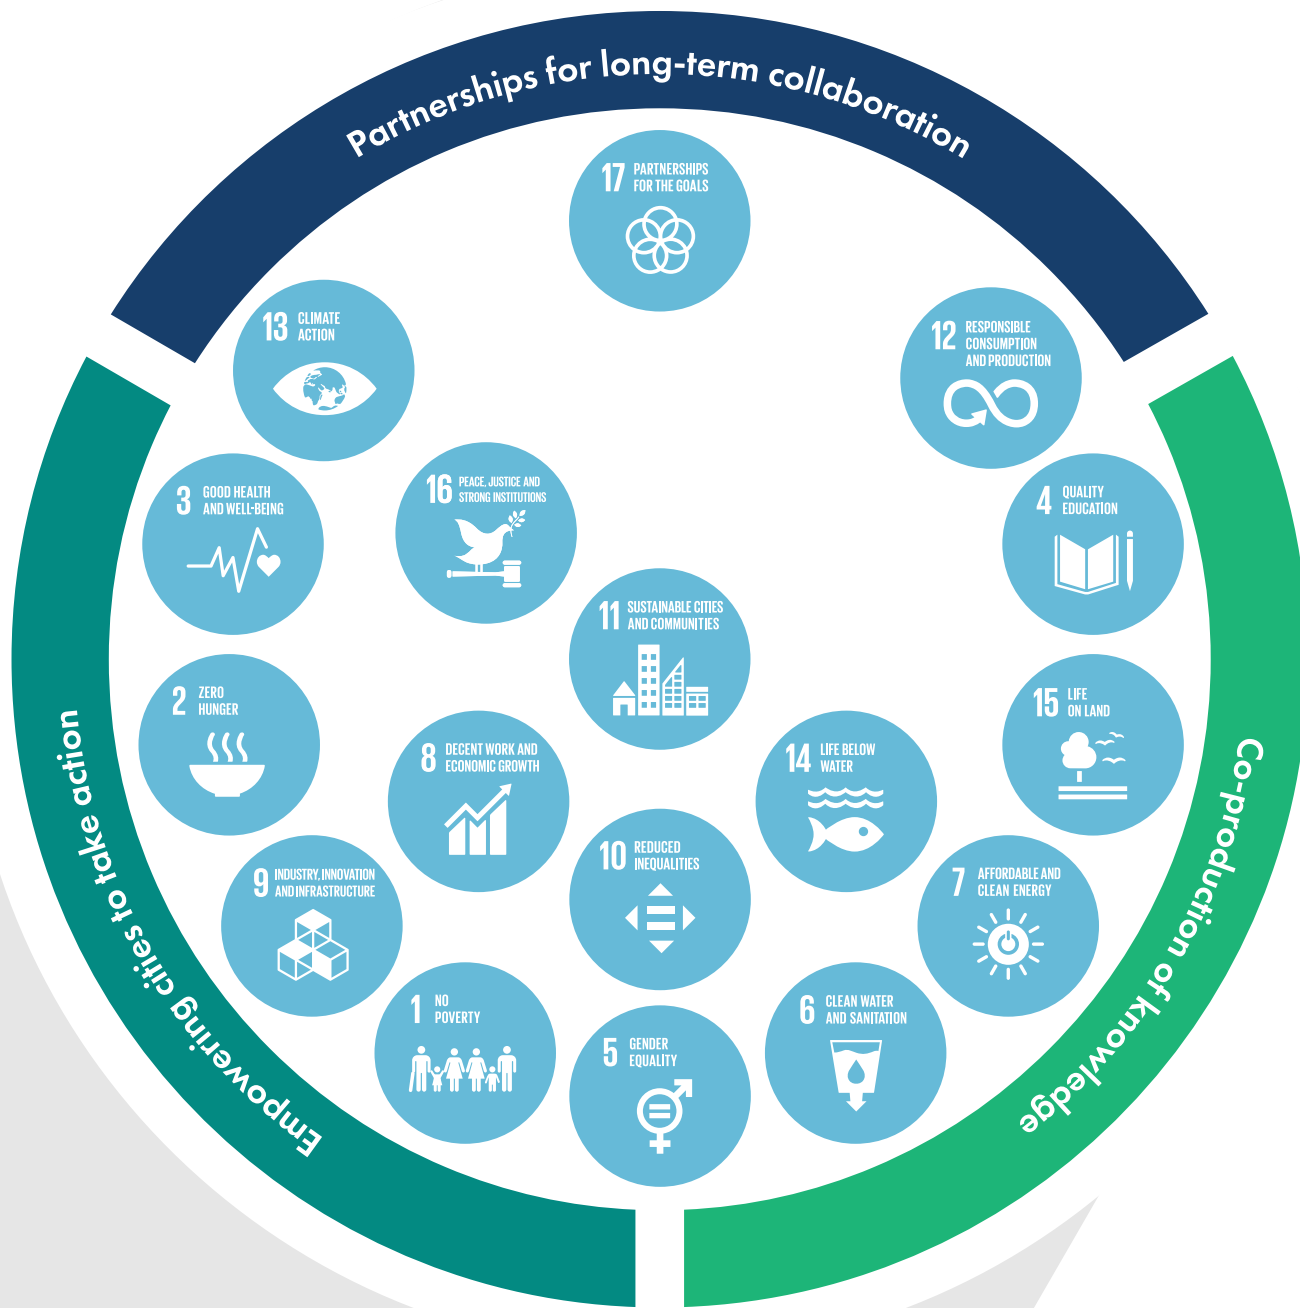 Partnerships for long-term collaboration
17 PARTNERSHIPS
FOR THE GOALS
13 CLIMATE
ACTION
12 RESPONSIBLE
CONSUMPTION
AND PRODUCTION
3 GOOD HEALTH
AND WELL-BEING
16 PEACE, JUSTICE AND
STRONG INSTITUTIONS
4 QUALITY
EDUCATION
11 SUSTAINABLE CITIES
AND COMMUNITIES
2 ZERO
HUNGER
15 LIFE
ON LAND
8 DECENT WORK AND
ECONOMIC GROWTH
14 LIFE BELOW
WATER
10 REDUCED
INEQUALITIES
9 INDUSTRY, INNOVATION
AND INFRASTRUCTURE
7 AFFORDABLE AND
CLEAN ENERGY
1 NO
POVERTY
6 CLEAN WATER
AND SANITATION
5 GENDER
EQUALITY
Empowering cities to take action
Co-production of knowledge